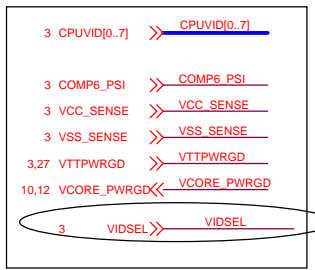 3 CPUVID[0..7] CPUVID[0..7]
3 COMP6_PSI COMP6_PSI
3 VCC_SENSE VCC_SENSE
3 VSS_SENSE VSS_SENSE
3,27 VTTPWRGD VTTPWRGD
10,12 VCORE_PWRGD VCORE_PWRGD
3 VIDSEL VIDSEL